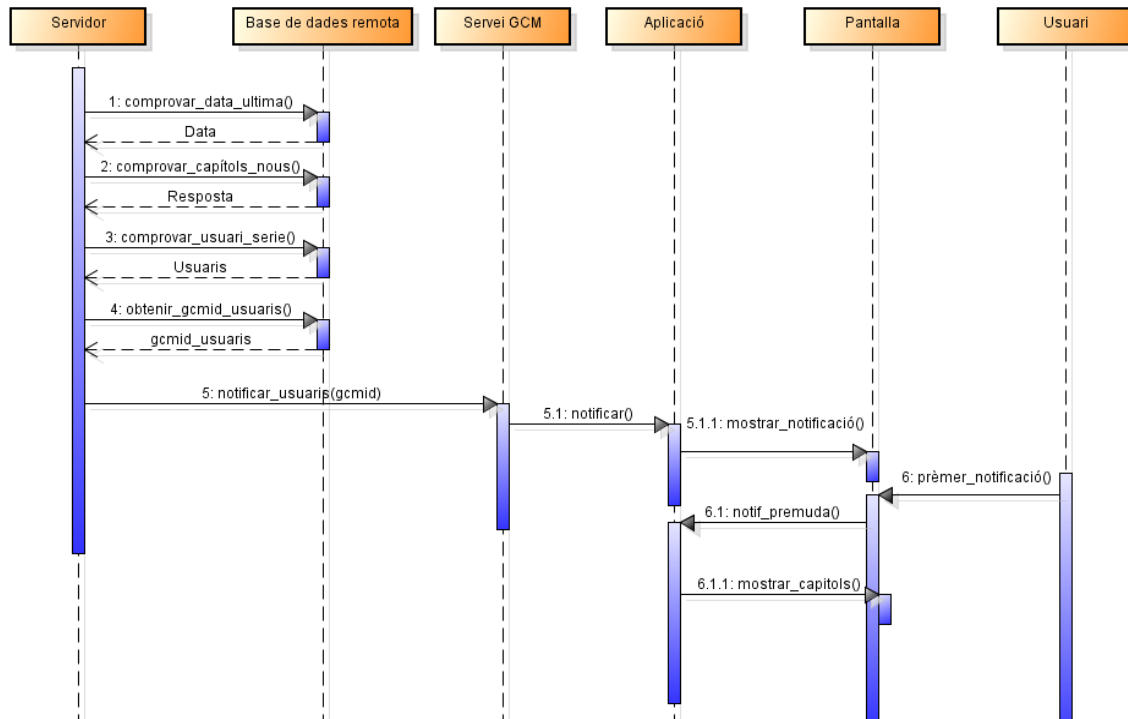 Servidor
Base de dades remota
Servei GCM
Aplicació
Pantalla
Usuari
1: comprovar_data_ultima()
Data
2: comprovar_capítols_nous()
Resposta
3: comprovar_usuari_serie()
Usuaris
4: obtenir_gcmid_usuaris()
gcmid_usuaris
5: notificar_usuaris(gcmid)
5.1: notificar()
5.1.1: mostrar_notificació()
6: prèmer_notificació()
6.1: notif_premuda()
6.1.1: mostrar_capitols()